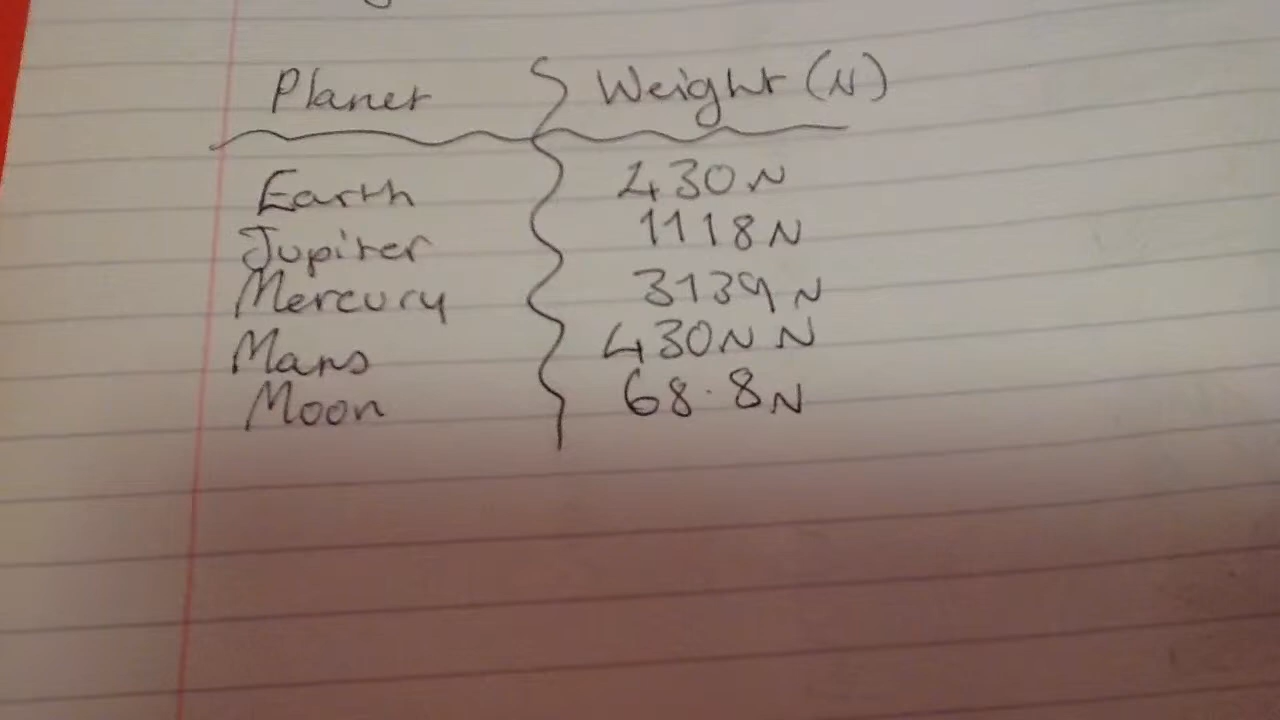 Planet Weight (N)
Earth 430N
Jupiter 1118N
Mercury 3139N
Mars 430N N
Moon 68.8N